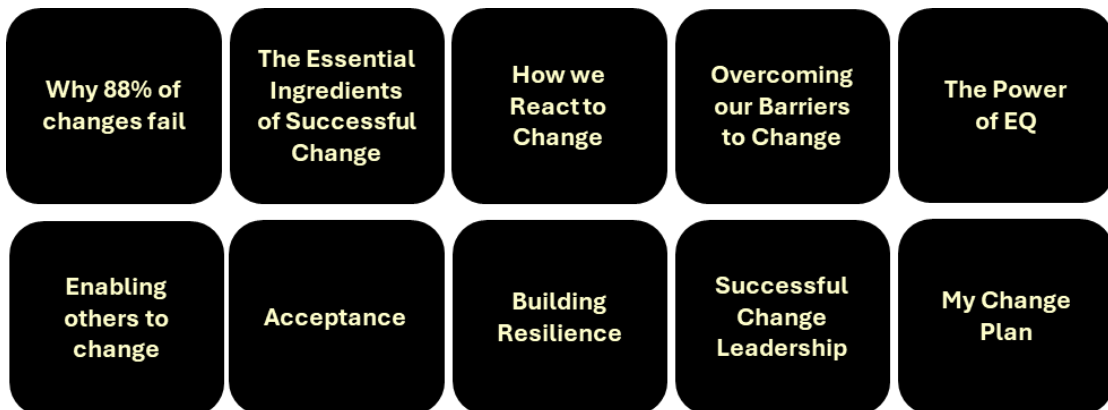 Why 88% of
changes fail
The Essential
Ingredients
of Successful
Change
How we
React to
Change
Overcoming
our Barriers
to Change
The Power
of EQ
Enabling
others to
change
Acceptance
Building
Resilience
Successful
Change
Leadership
My Change
Plan